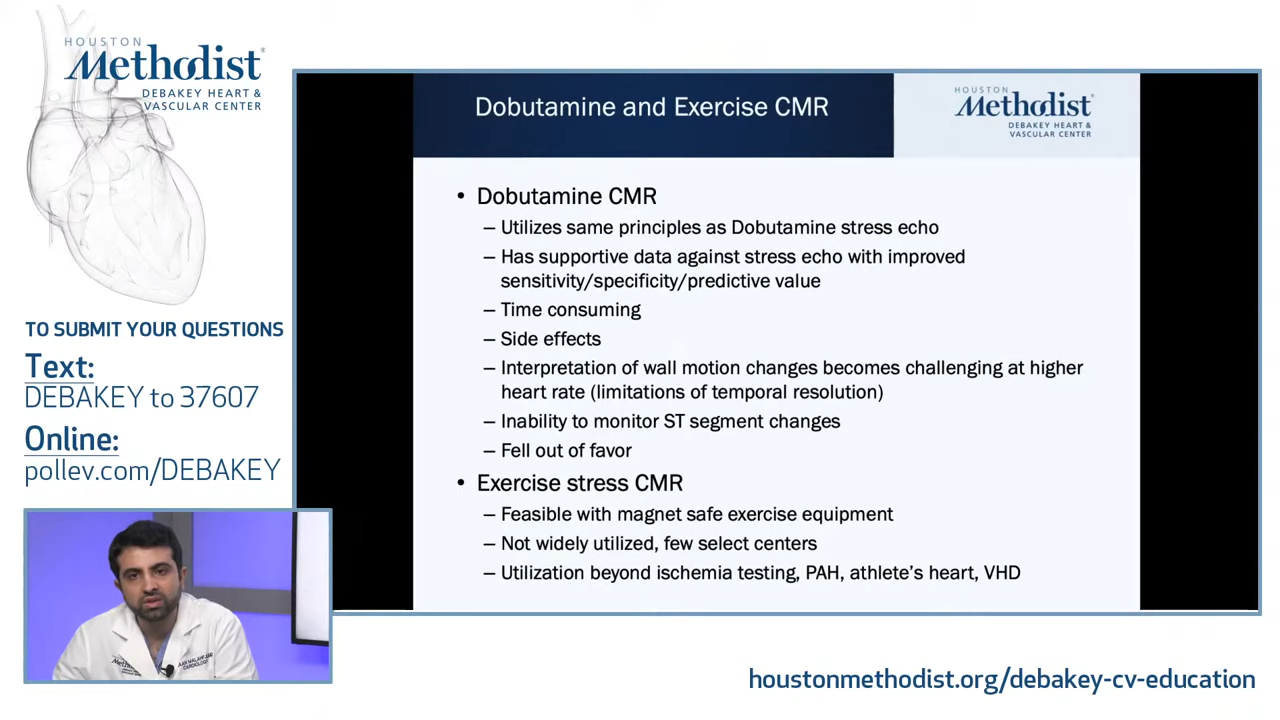 HOUSTON
Methodist
DEBAKEY HEART &
VASCULAR CENTER
TO SUBMIT YOUR QUESTIONS
Text:
DEBAKEY to 37607
Online:
pollev.com/DEBAKEY
Dobutamine and Exercise CMR
HOUSTON
Methodist
DEBAKEY HEART &
VASCULAR CENTER
• Dobutamine CMR
– Utilizes same principles as Dobutamine stress echo
– Has supportive data against stress echo with improved
sensitivity/specificity/predictive value
– Time consuming
– Side effects
– Interpretation of wall motion changes becomes challenging at higher
heart rate (limitations of temporal resolution)
– Inability to monitor ST segment changes
– Fell out of favor
• Exercise stress CMR
– Feasible with magnet safe exercise equipment
– Not widely utilized, few select centers
– Utilization beyond ischemia testing, PAH, athlete's heart, VHD
CARDIOLOGY
houstonmethodist.org/debakey-cv-education